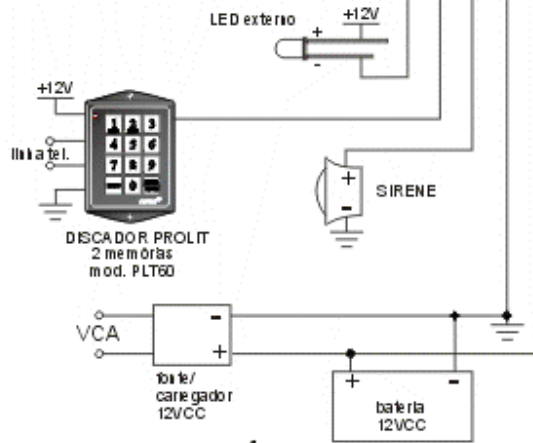 LED externo
+12V
+
-
+12V
1 2 3
4 5 6
7 8 9
0
linha tel.
+
-
SIRENE
DISCADOR PROLIT
2 memórias
mod. PLT60
VCA
-
+
fonte/
carregador
12VCC
+
-
bateria
12VCC